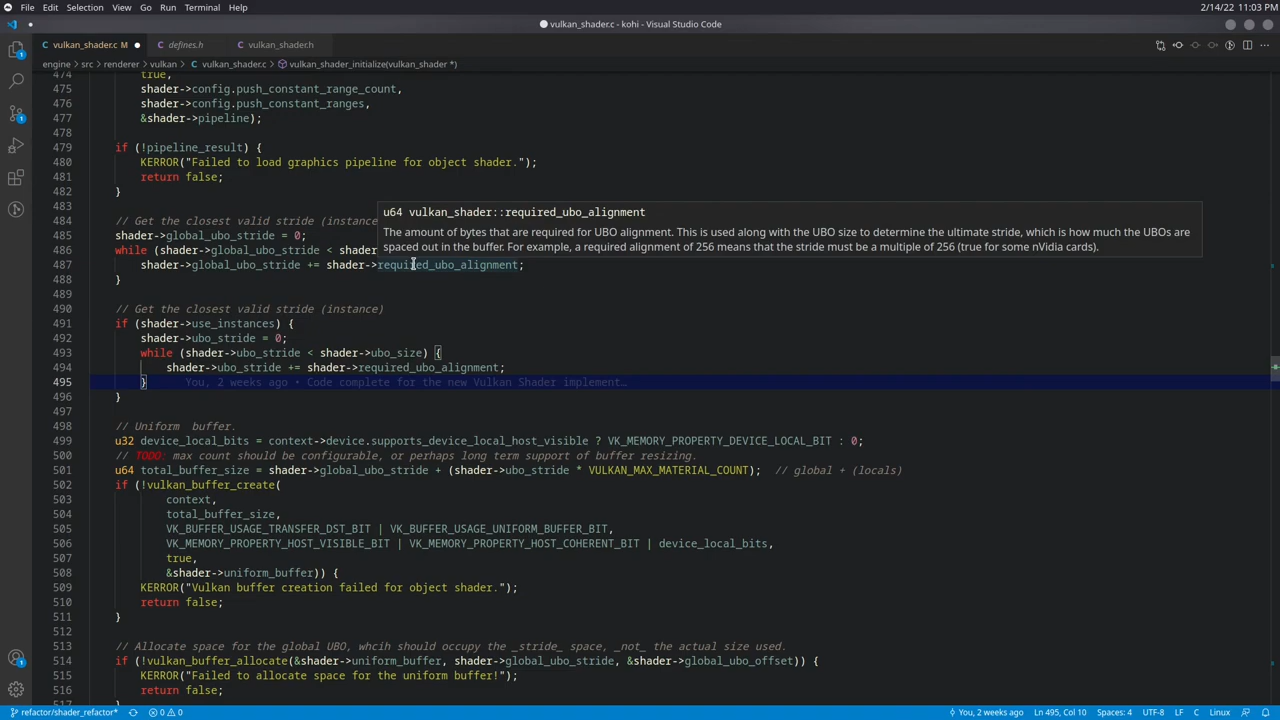 File Edit Selection View Go Run Terminal Help
2/14/22 11:03 PM
vulkan_shader.c - kohi - Visual Studio Code
C vulkan_shader.c M
C defines.h
C vulkan_shader.h
engine > src > renderer > vulkan > C vulkan_shader.c > vulkan_shader_initialize(vulkan_shader *)
474 true,
475 shader->config.push_constant_range_count,
476 shader->config.push_constant_ranges,
477 &shader->pipeline);
478
479 if (!pipeline_result) {
480 KERROR("Failed to load graphics pipeline for object shader.");
481 return false;
482 }
483
484 // Get the closest valid stride (instance
485 shader->global_ubo_stride = 0;
486 while (shader->global_ubo_stride < shader
487 shader->global_ubo_stride += shader->required_ubo_alignment;
488 }
u64 vulkan_shader::required_ubo_alignment
The amount of bytes that are required for UBO alignment. This is used along with the UBO size to determine the ultimate stride, which is how much the UBOs are
spaced out in the buffer. For example, a required alignment of 256 means that the stride must be a multiple of 256 (true for some nVidia cards).
489
490 // Get the closest valid stride (instance)
491 if (shader->use_instances) {
492 shader->ubo_stride = 0;
493 while (shader->ubo_stride < shader->ubo_size) {
494 shader->ubo_stride += shader->required_ubo_alignment;
495 } You, 2 weeks ago • Code complete for the new Vulkan Shader implement…
496 }
497
498 // Uniform  buffer.
499 u32 device_local_bits = context->device.supports_device_local_host_visible ? VK_MEMORY_PROPERTY_DEVICE_LOCAL_BIT : 0;
500 // TODO: max count should be configurable, or perhaps long term support of buffer resizing.
501 u64 total_buffer_size = shader->global_ubo_stride + (shader->ubo_stride * VULKAN_MAX_MATERIAL_COUNT);  // global + (locals)
502 if (!vulkan_buffer_create(
503 context,
504 total_buffer_size,
505 VK_BUFFER_USAGE_TRANSFER_DST_BIT | VK_BUFFER_USAGE_UNIFORM_BUFFER_BIT,
506 VK_MEMORY_PROPERTY_HOST_VISIBLE_BIT | VK_MEMORY_PROPERTY_HOST_COHERENT_BIT | device_local_bits,
507 true,
508 &shader->uniform_buffer)) {
509 KERROR("Vulkan buffer creation failed for object shader.");
510 return false;
511 }
512
513 // Allocate space for the global UBO, whcih should occupy the _stride_ space, _not_ the actual size used.
514 if (!vulkan_buffer_allocate(&shader->uniform_buffer, shader->global_ubo_stride, &shader->global_ubo_offset)) {
515 KERROR("Failed to allocate space for the uniform buffer!");
516 return false;
517 }
refactor/shader_refactor* 0 0
You, 2 weeks ago Ln 495, Col 10 Spaces: 4 UTF-8 LF C Linux